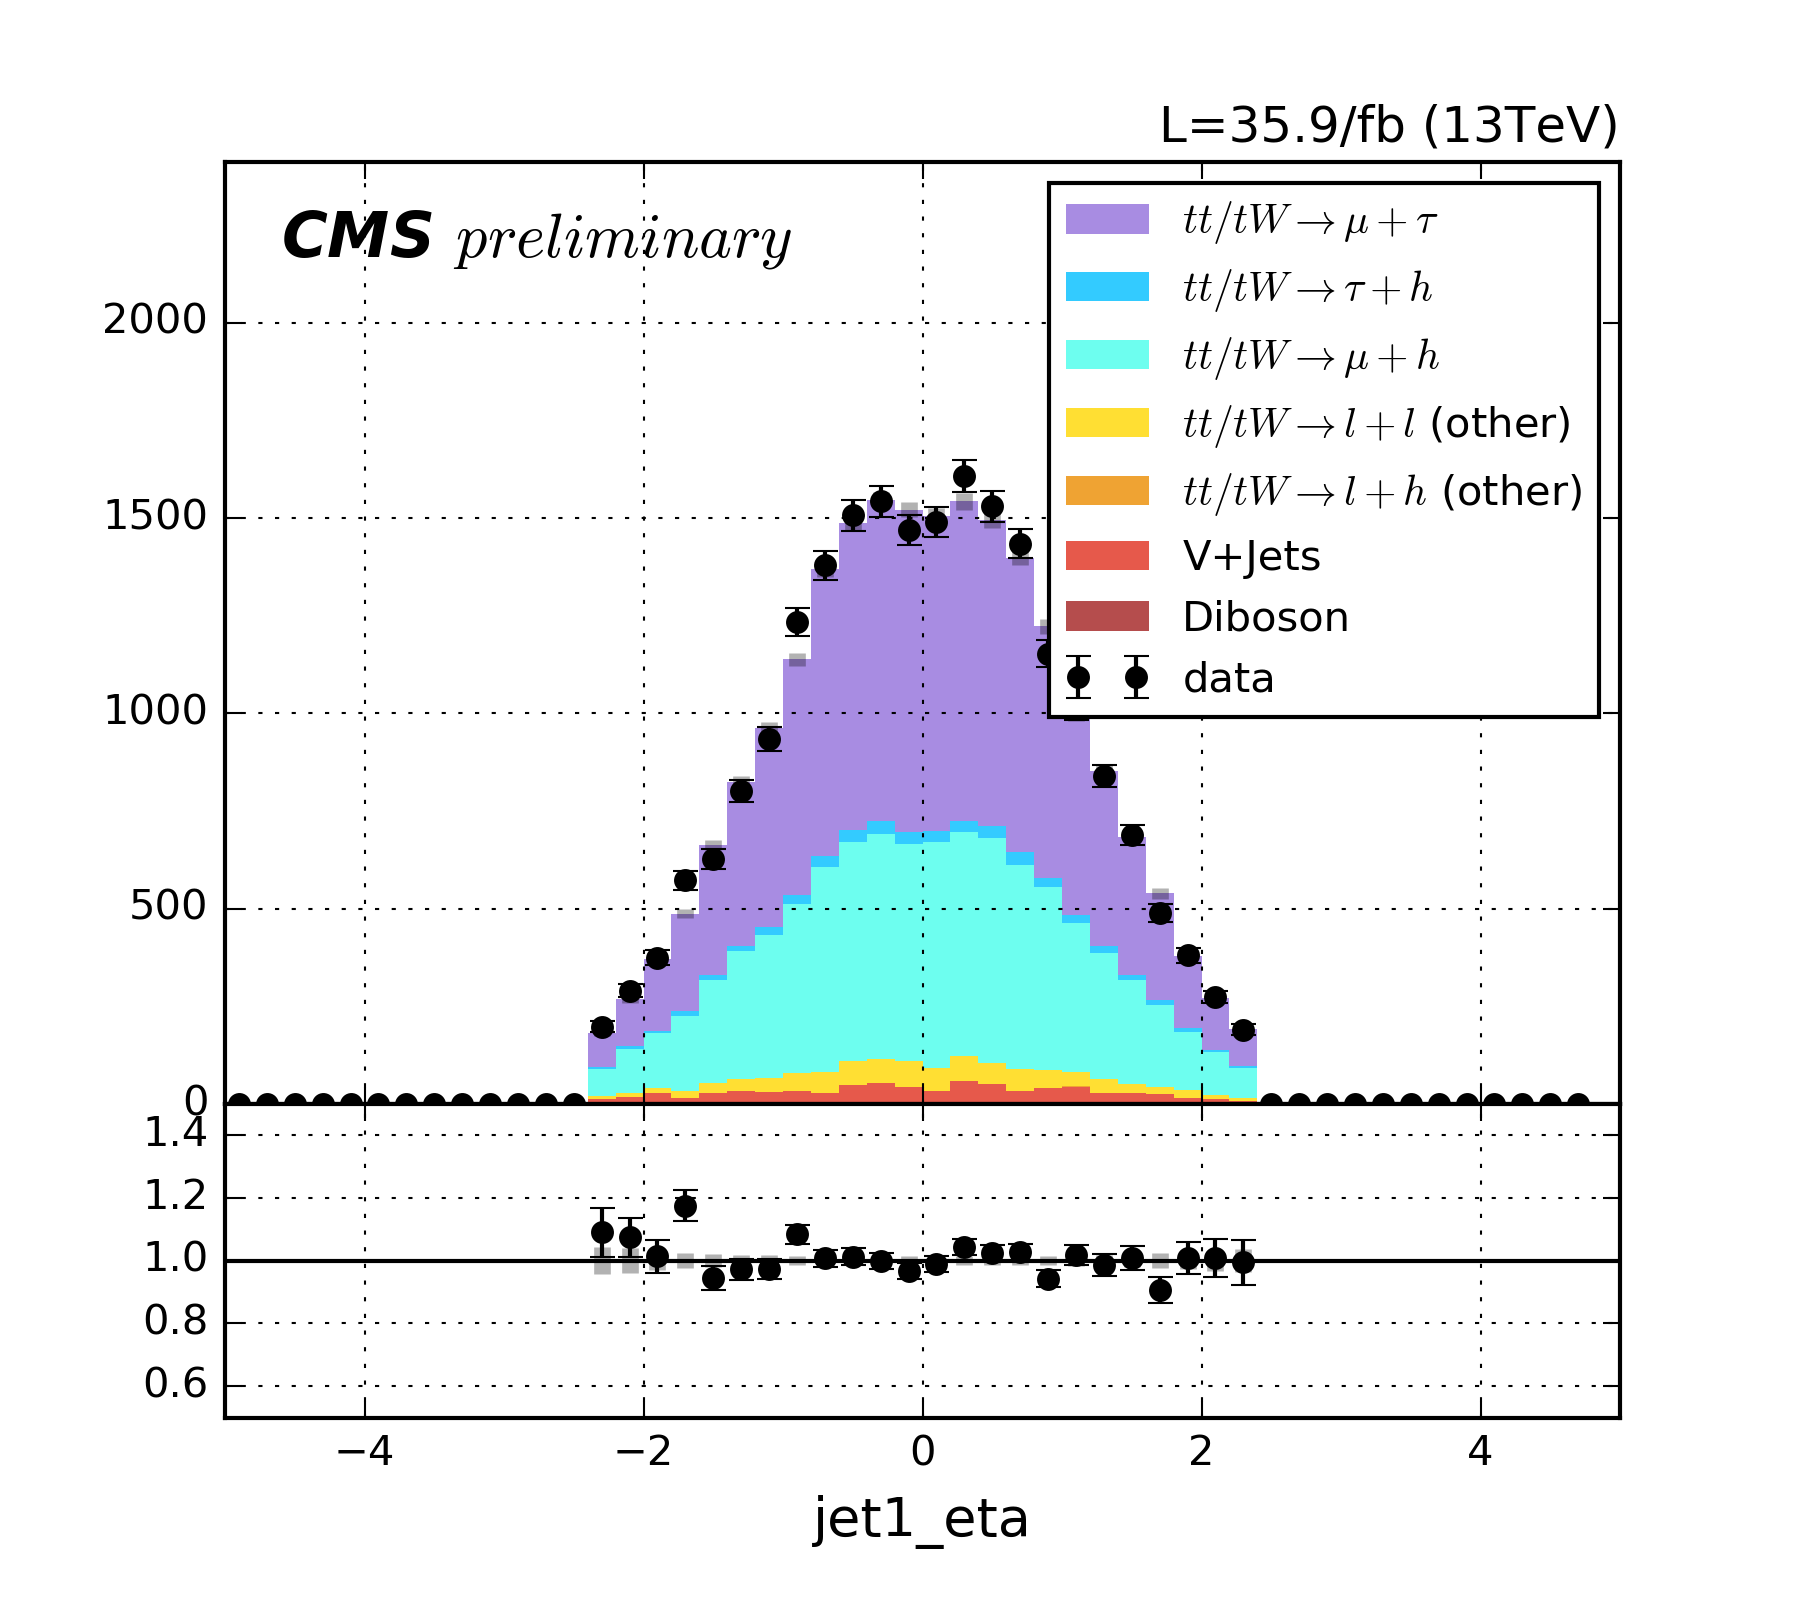 L=35.9/fb (13TeV)
CMS preliminary
tt/tW→μ+τ
tt/tW→τ+h
tt/tW→μ+h
tt/tW→l+l (other)
tt/tW→l+h (other)
V+Jets
Diboson
data
2000
1500
1000
500
0
1.4
1.2
1.0
0.8
0.6
−4 −2 0 2 4
jet1_eta